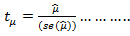 t_μ = μ̂ / (se(μ̂)) … … … ..